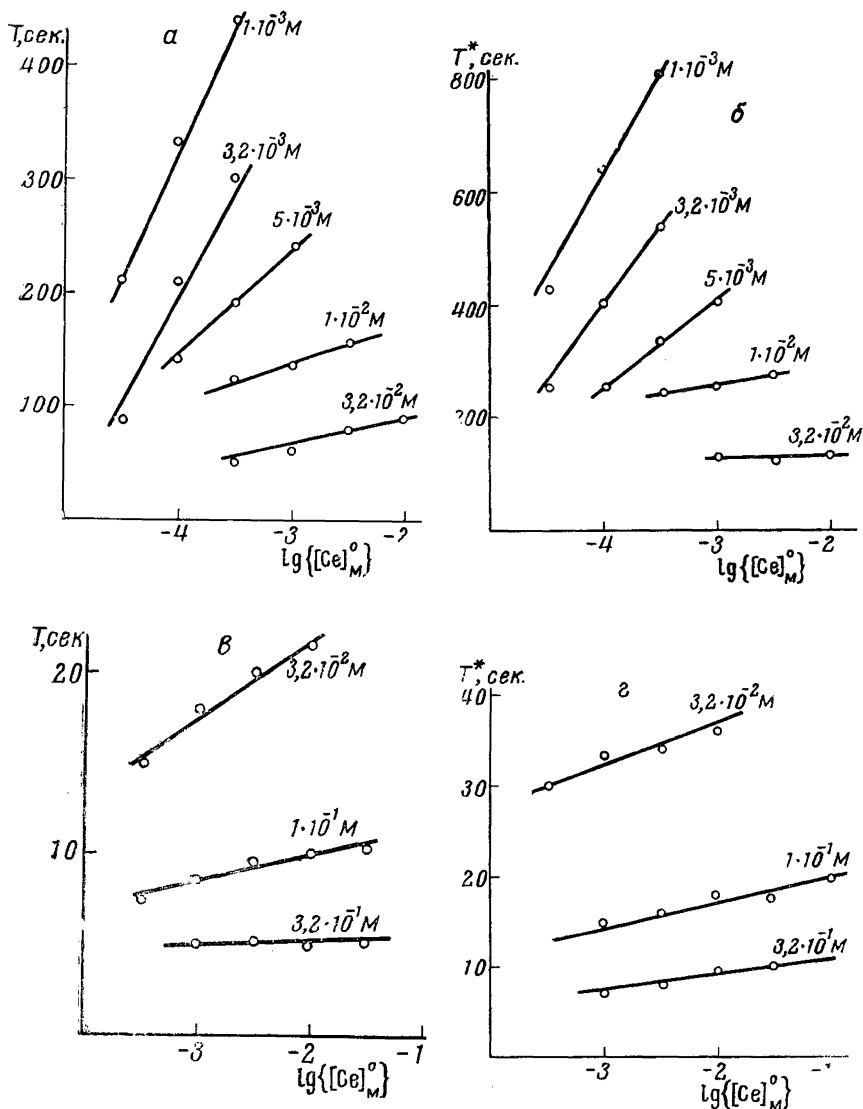 T,сек.
а
400
300
200
100
1·10⁻³M
3,2·10⁻³M
5·10⁻³M
1·10⁻²M
3,2·10⁻²M
-4
-3
-2
lg{[Ce]°M}
T*, сек.
б
800
600
400
200
1·10⁻³M
3,2·10⁻³M
5·10⁻³M
1·10⁻²M
3,2·10⁻²M
-4
-3
-2
lg{[Ce]°M}
T,сек
в
20
10
3,2·10⁻²M
1·10⁻¹M
3,2·10⁻¹M
-3
-2
-1
lg{[Ce]°M}
T*, сек.
г
40
30
20
10
3,2·10⁻²M
1·10⁻¹M
3,2·10⁻¹M
-3
-2
-1
lg{[Ce]°M}